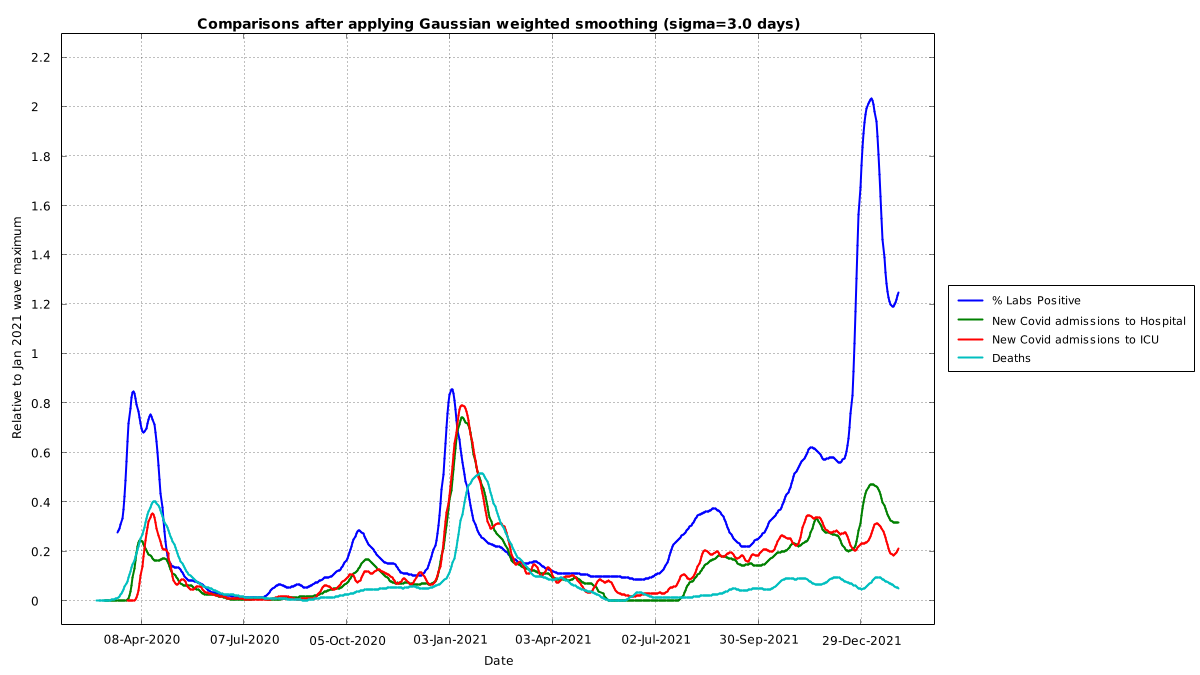 Comparisons after applying Gaussian weighted smoothing (sigma=3.0 days)
2.2
2
1.8
1.6
1.4
1.2
1
0.8
0.6
0.4
0.2
0
Relative to Jan 2021 wave maximum
08-Apr-2020 07-Jul-2020 05-Oct-2020 03-Jan-2021 03-Apr-2021 02-Jul-2021 30-Sep-2021 29-Dec-2021
Date
% Labs Positive
New Covid admissions to Hospital
New Covid admissions to ICU
Deaths